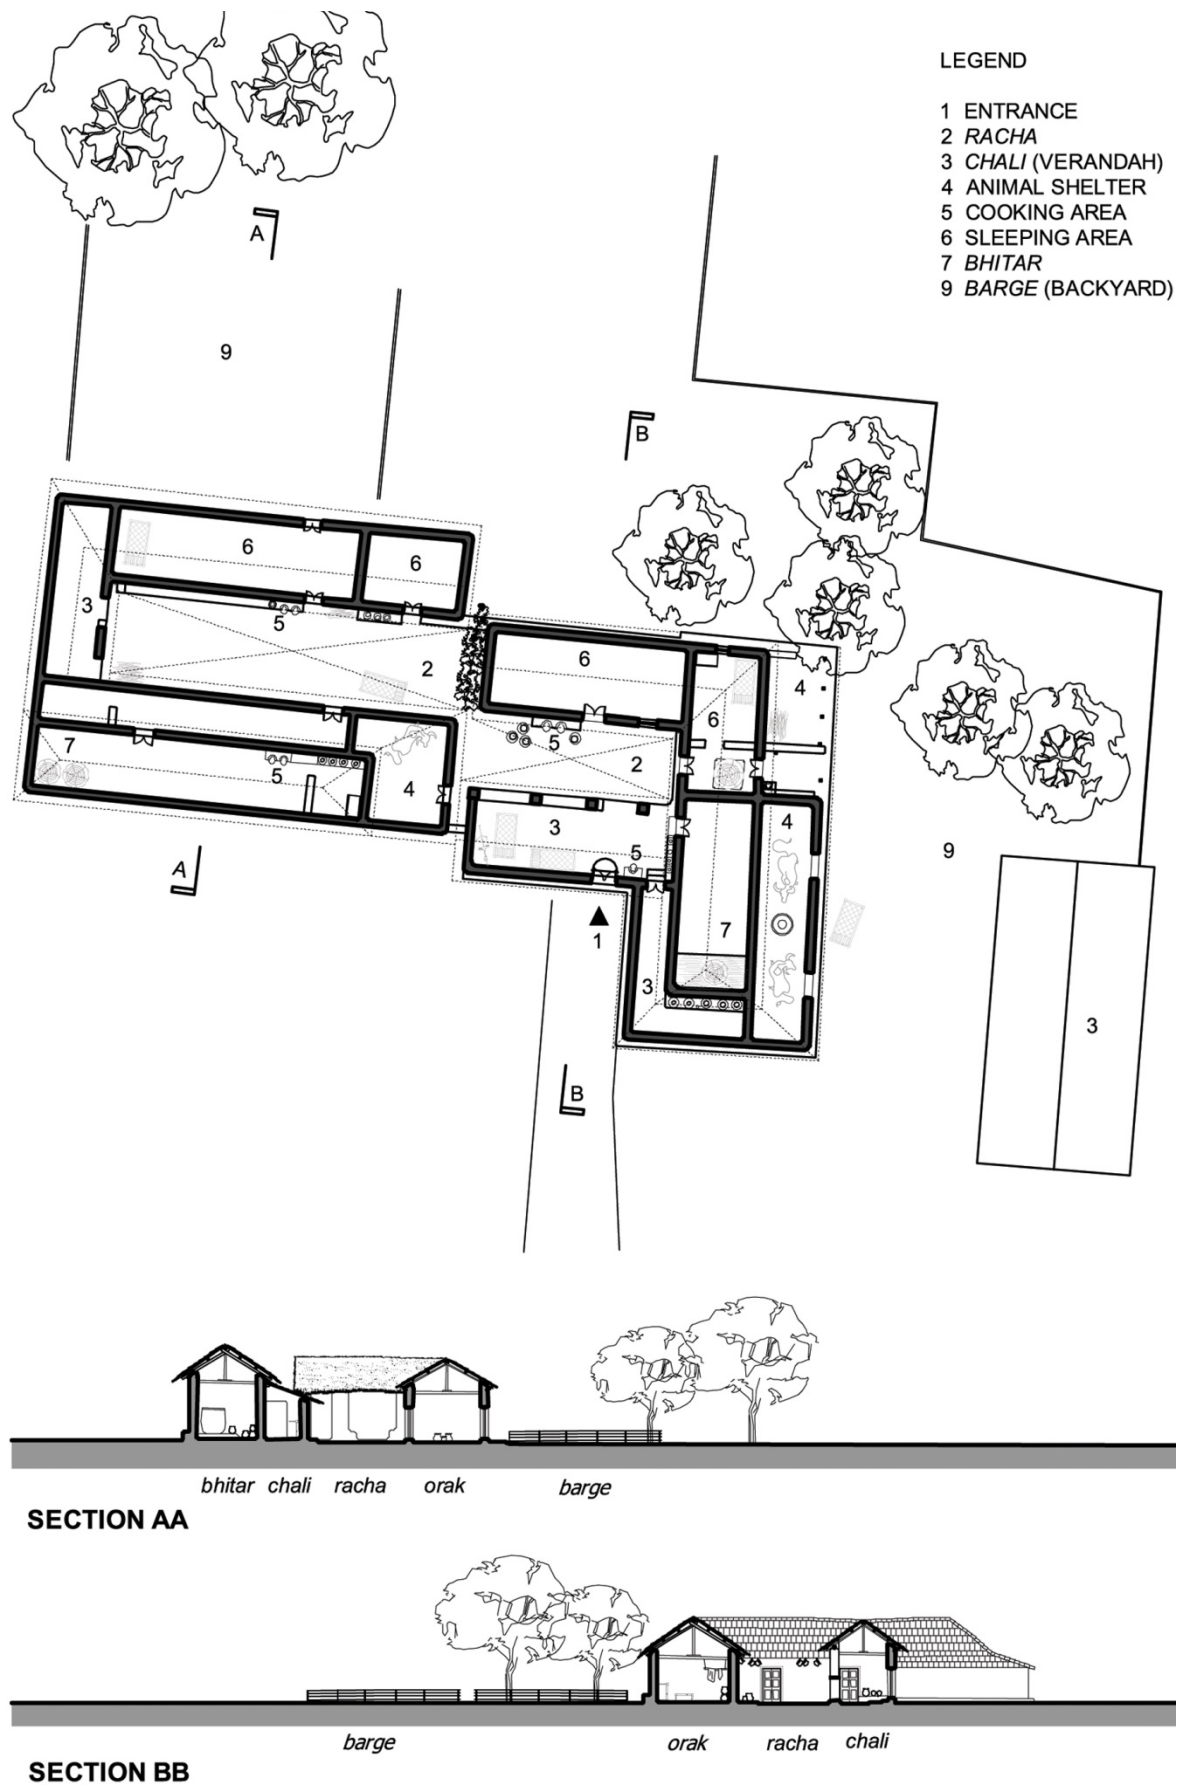 LEGEND
1 ENTRANCE
2 RACHA
3 CHALI (VERANDAH)
4 ANIMAL SHELTER
5 COOKING AREA
6 SLEEPING AREA
7 BHITAR
9 BARGE (BACKYARD)
A
9
B
6
6
3
5
2
6
4
6
7
5
5
2
4
3
4
5
9
A
1
7
3
3
B
bhitar chali racha orak barge
SECTION AA
barge orak racha chali
SECTION BB